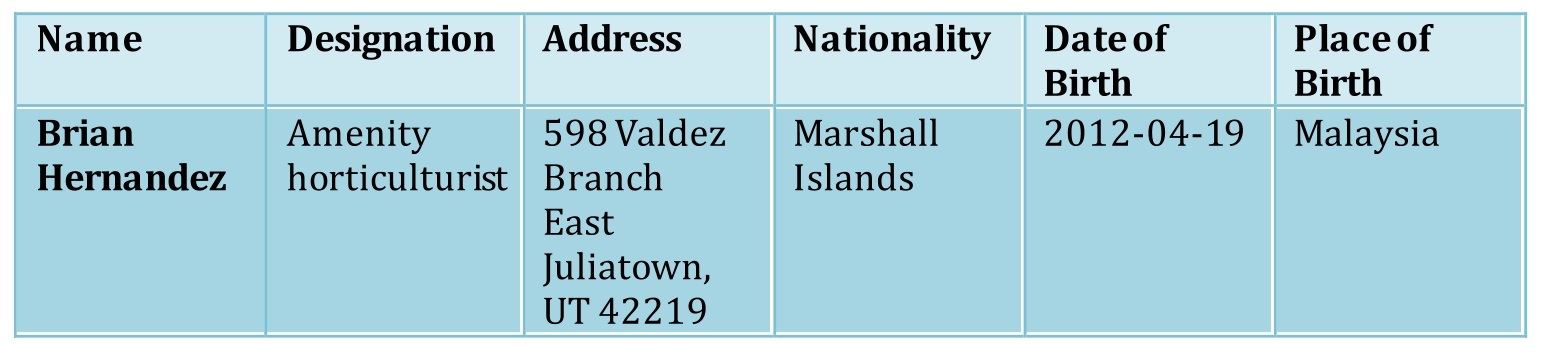 Name
Designation
Address
Nationality
Date of
Birth
Place of
Birth
Brian
Hernandez
Amenity
horticulturist
598 Valdez
Branch
East
Juliatown,
UT 42219
Marshall
Islands
2012-04-19
Malaysia